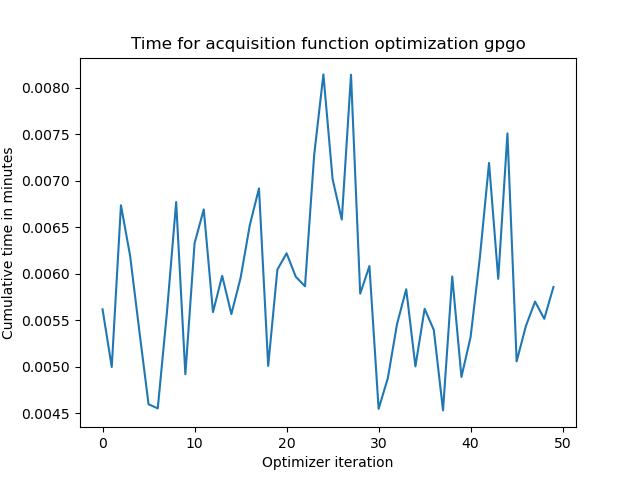 Time for acquisition function optimization gpgo
0.0080
0.0075
0.0070
0.0065
0.0060
0.0055
0.0050
0.0045
Cumulative time in minutes
0 10 20 30 40 50
Optimizer iteration